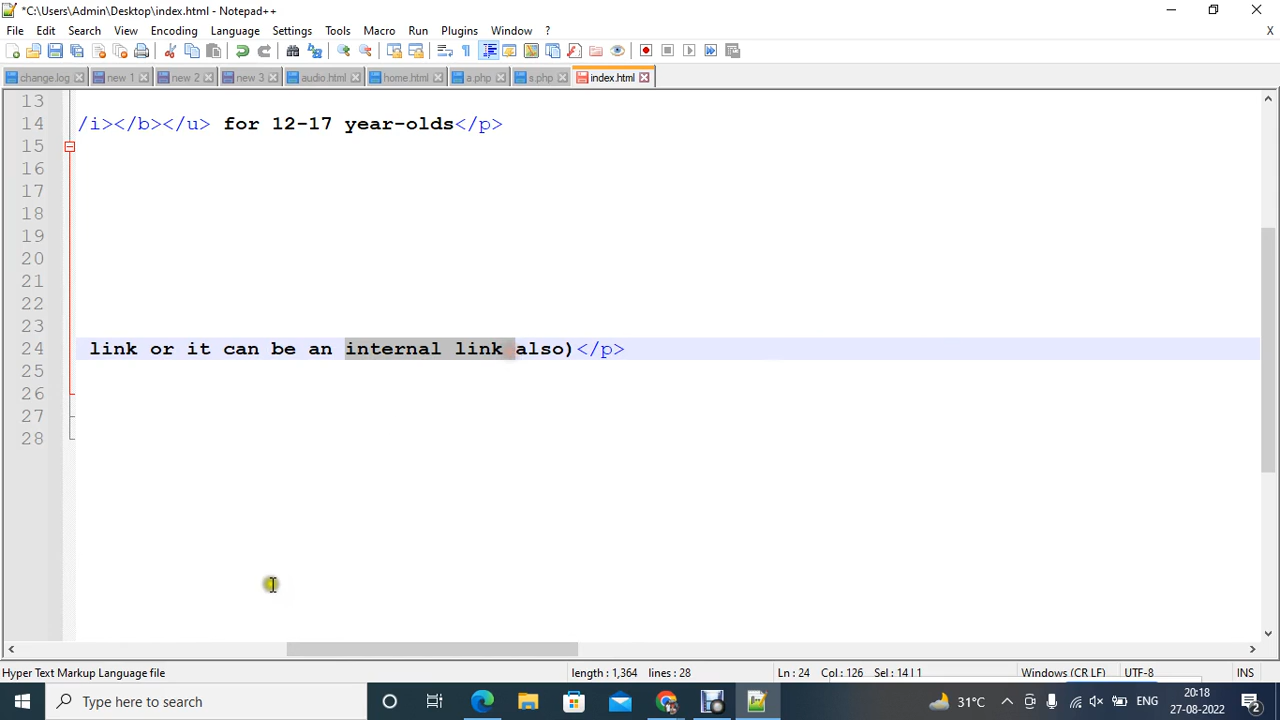 *C:\Users\Admin\Desktop\index.html - Notepad++
File Edit Search View Encoding Language Settings Tools Macro Run Plugins Window ? X
change.log new 1 new 2 new 3 audio.html home.html a.php s.php index.html
13
14 /i></b></u> for 12-17 year-olds</p>
15
16
17
18
19
20
21
22
23
24 link or it can be an internal link also)</p>
25
26
27
28
Hyper Text Markup Language file length : 1,364 lines : 28 Ln : 24 Col : 126 Sel : 14 | 1 Windows (CR LF) UTF-8 INS
Type here to search 31°C ENG 20:18
27-08-2022 2